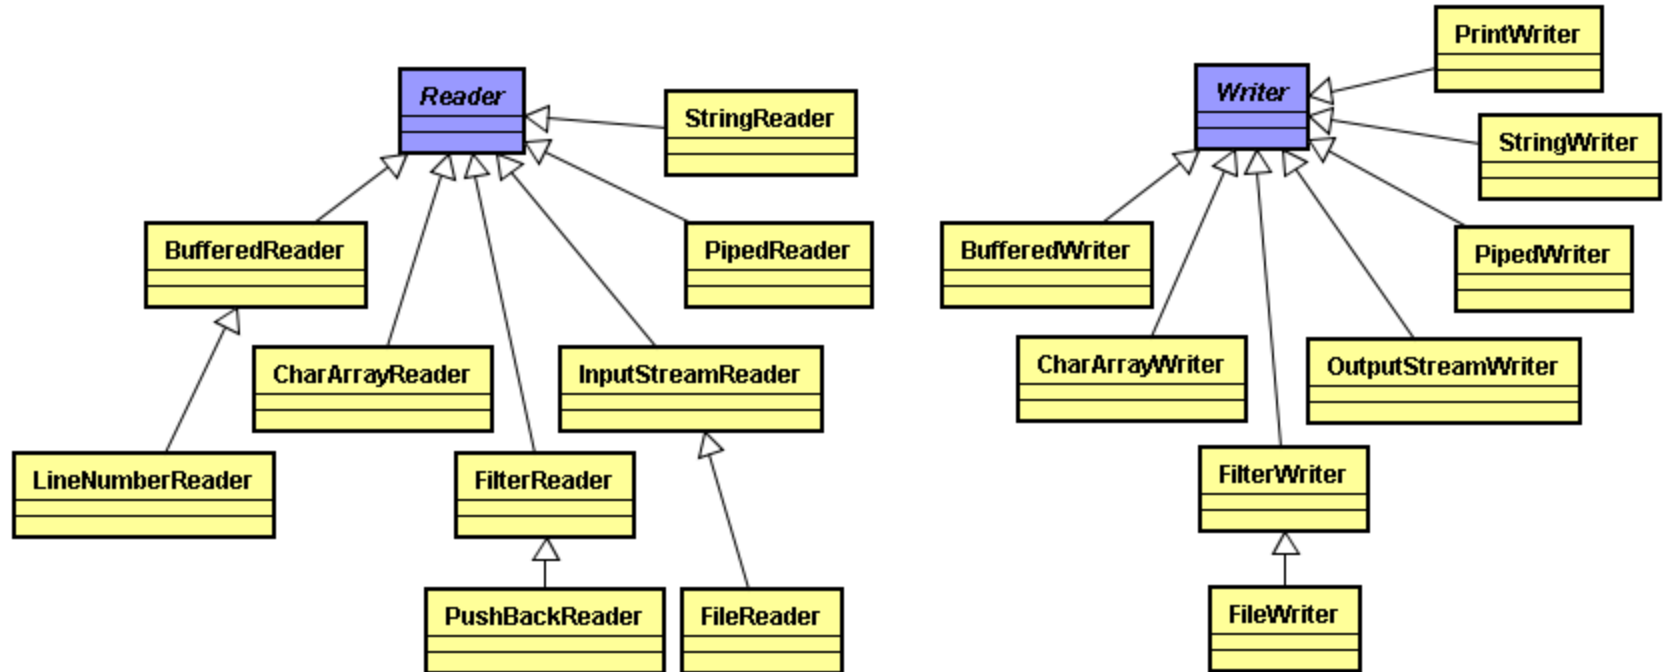 Reader
StringReader
BufferedReader
PipedReader
CharArrayReader
InputStreamReader
LineNumberReader
FilterReader
PushBackReader
FileReader
PrintWriter
Writer
StringWriter
BufferedWriter
PipedWriter
CharArrayWriter
OutputStreamWriter
FilterWriter
FileWriter